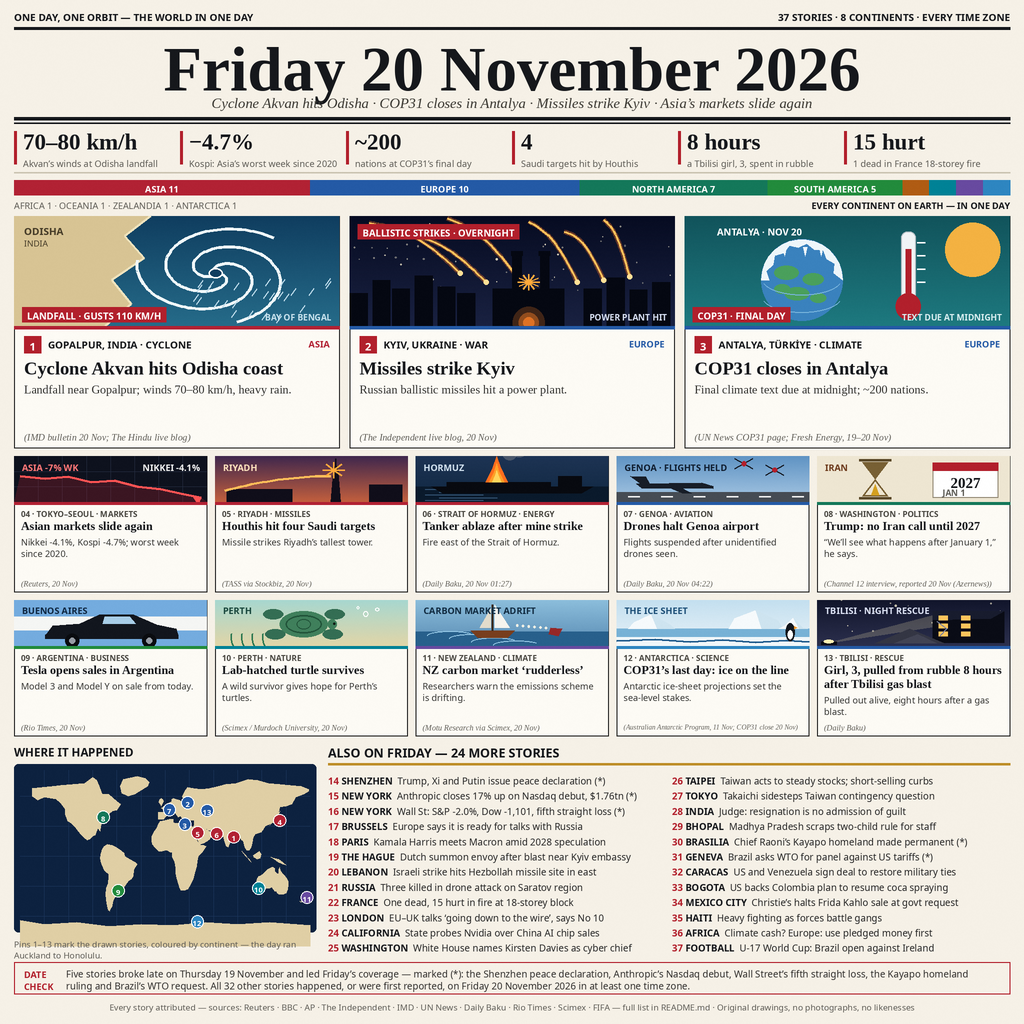 ONE DAY, ONE ORBIT — THE WORLD IN ONE DAY
37 STORIES · 8 CONTINENTS · EVERY TIME ZONE
Friday 20 November 2026
Cyclone Akvan hits Odisha · COP31 closes in Antalya · Missiles strike Kyiv · Asia’s markets slide again
70–80 km/h
Akvan’s winds at Odisha landfall
−4.7%
Kospi: Asia’s worst week since 2020
~200
nations at COP31’s final day
4
Saudi targets hit by Houthis
8 hours
a Tbilisi girl, 3, spent in rubble
15 hurt
1 dead in France 18-storey fire
ASIA 11
EUROPE 10
NORTH AMERICA 7
SOUTH AMERICA 5
AFRICA 1 · OCEANIA 1 · ZEALANDIA 1 · ANTARCTICA 1
EVERY CONTINENT ON EARTH — IN ONE DAY
ODISHA
INDIA
LANDFALL · GUSTS 110 KM/H
BAY OF BENGAL
1 GOPALPUR, INDIA · CYCLONE
ASIA
Cyclone Akvan hits Odisha coast
Landfall near Gopalpur; winds 70–80 km/h, heavy rain.
(IMD bulletin 20 Nov; The Hindu live blog)
BALLISTIC STRIKES · OVERNIGHT
POWER PLANT HIT
2 KYIV, UKRAINE · WAR
EUROPE
Missiles strike Kyiv
Russian ballistic missiles hit a power plant.
(The Independent live blog, 20 Nov)
ANTALYA · NOV 20
COP31 · FINAL DAY
TEXT DUE AT MIDNIGHT
3 ANTALYA, TÜRKİYE · CLIMATE
EUROPE
COP31 closes in Antalya
Final climate text due at midnight; ~200 nations.
(UN News COP31 page; Fresh Energy, 19–20 Nov)
ASIA -7% WK
NIKKEI -4.1%
04 · TOKYO–SEOUL · MARKETS
Asian markets slide again
Nikkei -4.1%, Kospi -4.7%; worst week
since 2020.
(Reuters, 20 Nov)
RIYADH
05 · RIYADH · MISSILES
Houthis hit four Saudi targets
Missile strikes Riyadh’s tallest tower.
(TASS via Stockbiz, 20 Nov)
HORMUZ
06 · STRAIT OF HORMUZ · ENERGY
Tanker ablaze after mine strike
Fire east of the Strait of Hormuz.
(Daily Baku, 20 Nov 01:27)
GENOA · FLIGHTS HELD
07 · GENOA · AVIATION
Drones halt Genoa airport
Flights suspended after unidentified
drones seen.
(Daily Baku, 20 Nov 04:22)
IRAN
2027
JAN 1
08 · WASHINGTON · POLITICS
Trump: no Iran call until 2027
“We’ll see what happens after January 1,”
he says.
(Channel 12 interview, reported 20 Nov (Azernews))
BUENOS AIRES
09 · ARGENTINA · BUSINESS
Tesla opens sales in Argentina
Model 3 and Model Y on sale from today.
(Rio Times, 20 Nov)
PERTH
10 · PERTH · NATURE
Lab-hatched turtle survives
A wild survivor gives hope for Perth’s
turtles.
(Scimex / Murdoch University, 20 Nov)
CARBON MARKET ADRIFT
11 · NEW ZEALAND · CLIMATE
NZ carbon market ‘rudderless’
Researchers warn the emissions scheme
is drifting.
(Motu Research via Scimex, 20 Nov)
THE ICE SHEET
12 · ANTARCTICA · SCIENCE
COP31’s last day: ice on the line
Antarctic ice-sheet projections set the
sea-level stakes.
(Australian Antarctic Program, 11 Nov; COP31 close 20 Nov)
TBILISI · NIGHT RESCUE
13 · TBILISI · RESCUE
Girl, 3, pulled from rubble 8 hours
after Tbilisi gas blast
Pulled out alive, eight hours after a gas
blast.
(Daily Baku)
WHERE IT HAPPENED
8
7
2
13
3
5
6
1
4
9
10
11
12
Pins 1–13 mark the drawn stories, coloured by continent — the day ran
Auckland to Honolulu.
ALSO ON FRIDAY — 24 MORE STORIES
14 SHENZHEN Trump, Xi and Putin issue peace declaration (*)
15 NEW YORK Anthropic closes 17% up on Nasdaq debut, $1.76tn (*)
16 NEW YORK Wall St: S&P -2.0%, Dow -1,101, fifth straight loss (*)
17 BRUSSELS Europe says it is ready for talks with Russia
18 PARIS Kamala Harris meets Macron amid 2028 speculation
19 THE HAGUE Dutch summon envoy after blast near Kyiv embassy
20 LEBANON Israeli strike hits Hezbollah missile site in east
21 RUSSIA Three killed in drone attack on Saratov region
22 FRANCE One dead, 15 hurt in fire at 18-storey block
23 LONDON EU–UK talks ‘going down to the wire’, says No 10
24 CALIFORNIA State probes Nvidia over China AI chip sales
25 WASHINGTON White House names Kirsten Davies as cyber chief
26 TAIPEI Taiwan acts to steady stocks; short-selling curbs
27 TOKYO Takaichi sidesteps Taiwan contingency question
28 INDIA Judge: resignation is no admission of guilt
29 BHOPAL Madhya Pradesh scraps two-child rule for staff
30 BRASILIA Chief Raoni’s Kayapo homeland made permanent (*)
31 GENEVA Brazil asks WTO for panel against US tariffs (*)
32 CARACAS US and Venezuela sign deal to restore military ties
33 BOGOTA US backs Colombia plan to resume coca spraying
34 MEXICO CITY Christie’s halts Frida Kahlo sale at govt request
35 HAITI Heavy fighting as forces battle gangs
36 AFRICA Climate cash? Europe: use pledged money first
37 FOOTBALL U-17 World Cup: Brazil open against Ireland
DATE
CHECK
Five stories broke late on Thursday 19 November and led Friday’s coverage — marked (*): the Shenzhen peace declaration, Anthropic’s Nasdaq debut, Wall Street’s fifth straight loss, the Kayapo homeland
ruling and Brazil’s WTO request. All 32 other stories happened, or were first reported, on Friday 20 November 2026 in at least one time zone.
Every story attributed — sources: Reuters · BBC · AP · The Independent · IMD · UN News · Daily Baku · Rio Times · Scimex · FIFA — full list in README.md · Original drawings, no photographs, no likenesses